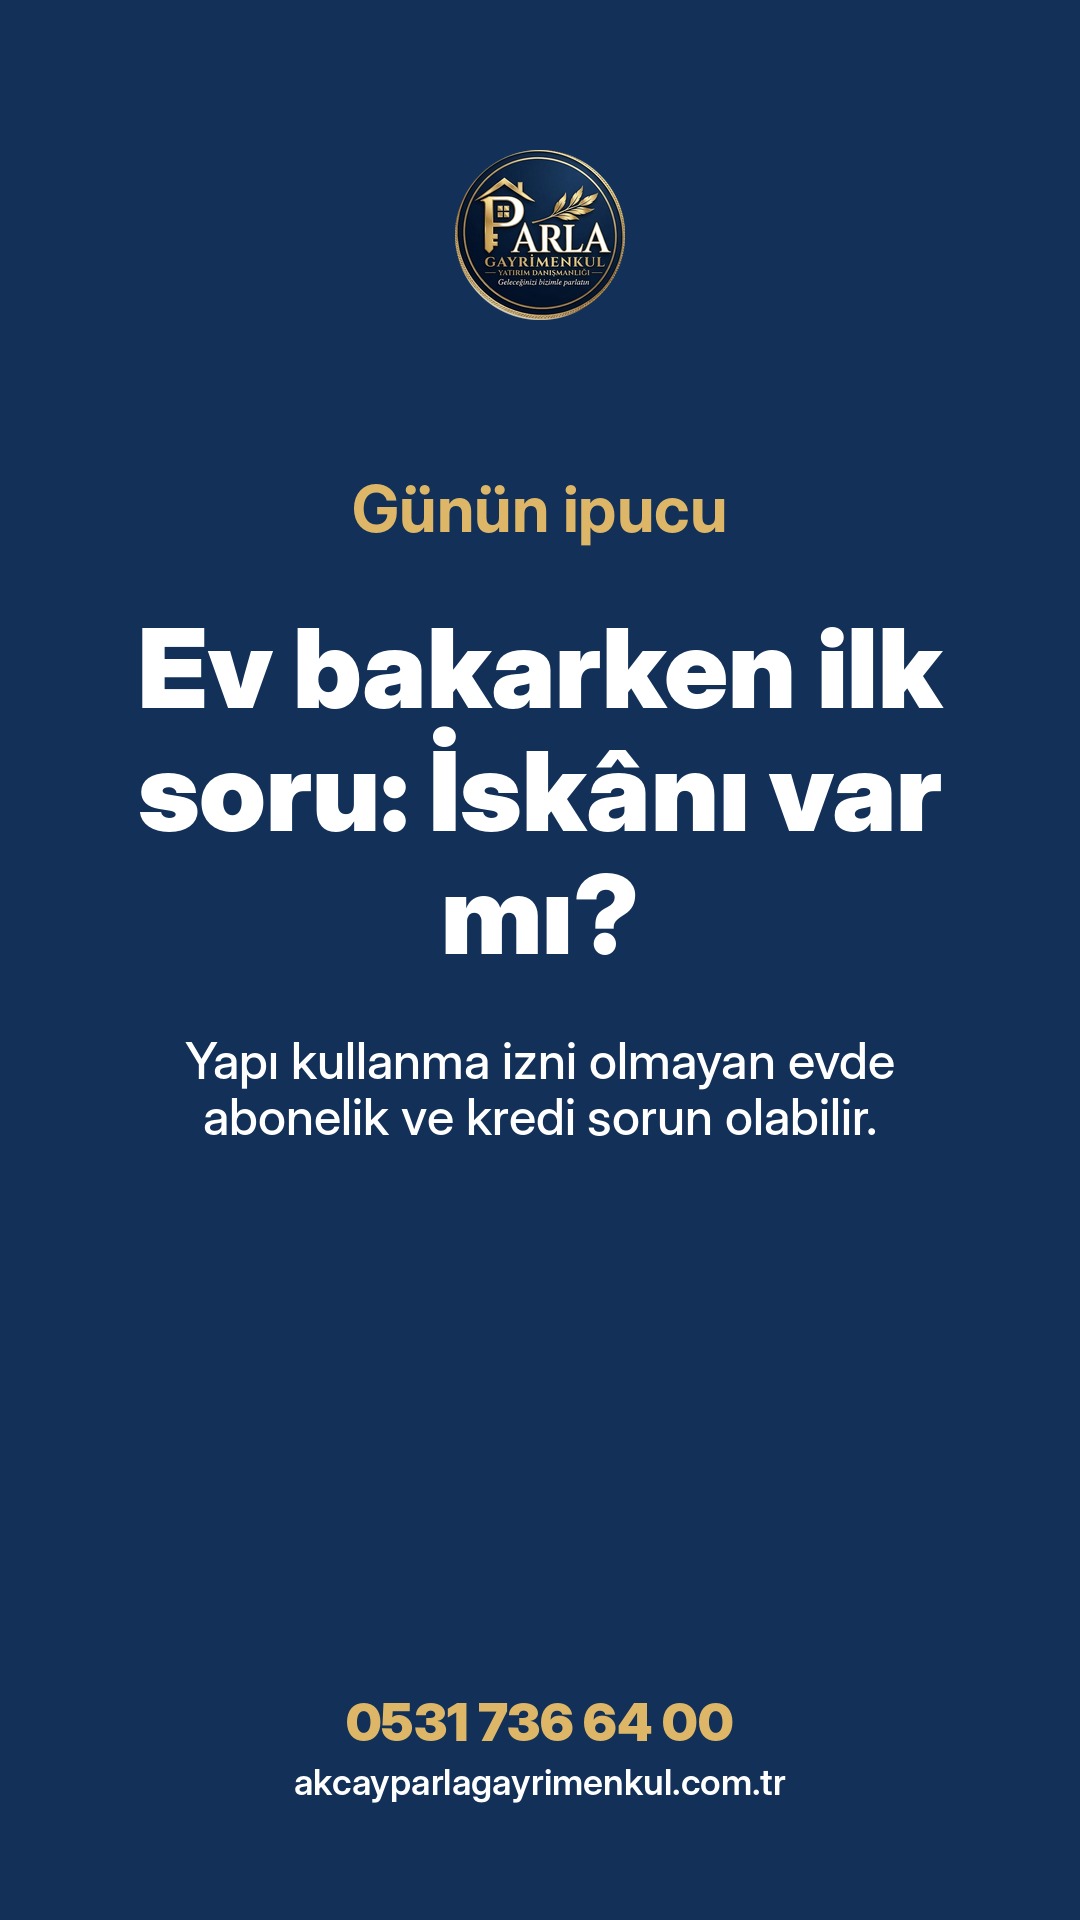 PARLA
GAYRİMENKUL
YATIRIM DANIŞMANLIĞI
Geleceğinizi bizimle parlatın
Günün ipucu
Ev bakarken ilk
soru: İskânı var
mı?
Yapı kullanma izni olmayan evde
abonelik ve kredi sorun olabilir.
0531 736 64 00
akcayparlagayrimenkul.com.tr